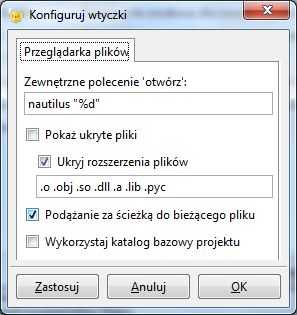 Konfiguruj wtyczki
Przeglądarka plików
Zewnętrzne polecenie 'otwórz':
nautilus "%d"
Pokaż ukryte pliki
Ukryj rozszerzenia plików
.o .obj .so .dll .a .lib .pyc
Podążanie za ścieżką do bieżącego pliku
Wykorzystaj katalog bazowy projektu
Zastosuj Anuluj OK